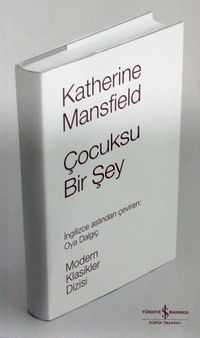 Katherine
Mansfield
Çocuksu
Bir Şey
İngilizce aslından çeviren:
Oya Dalgıç
Modern
Klasikler
Dizisi
TÜRKİYE İŞ BANKASI
Kültür Yayınları